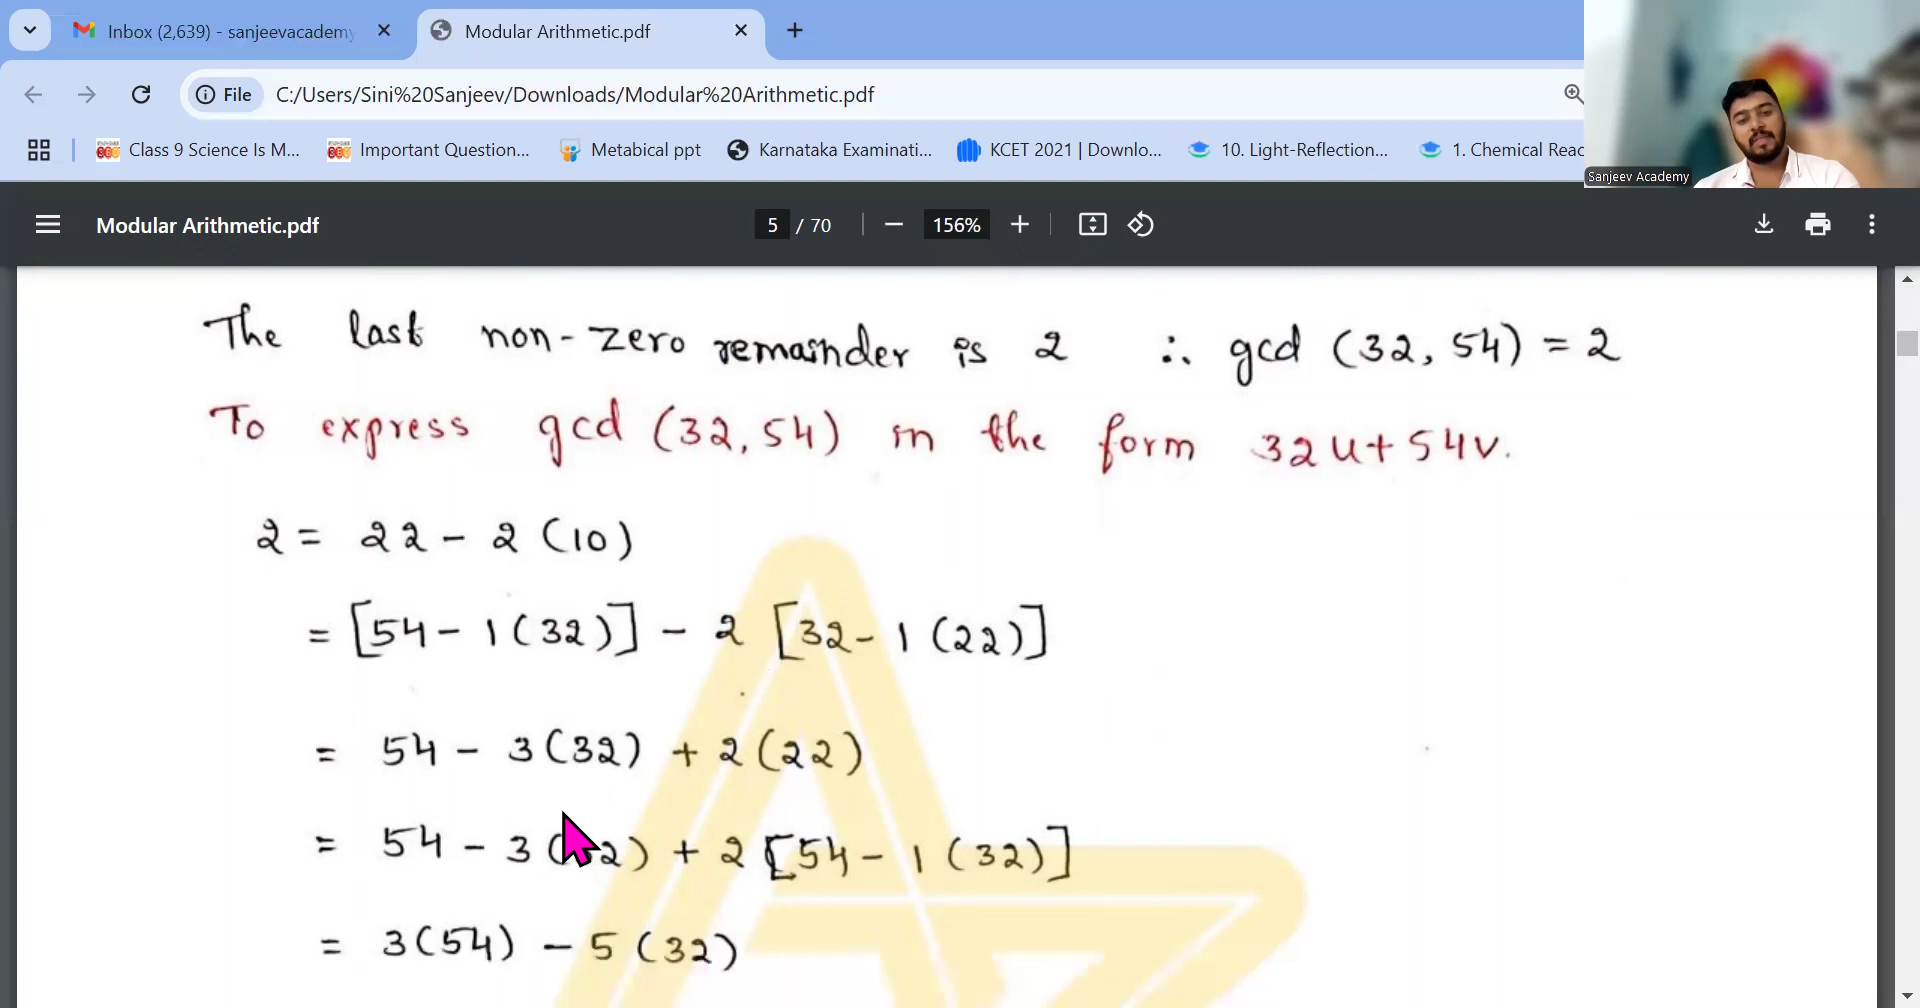 Inbox (2,639) - sanjeevacadem
Modular Arithmetic.pdf
File C:/Users/Sini%20Sanjeev/Downloads/Modular%20Arithmetic.pdf
Class 9 Science Is M... Important Question... Metabical ppt Karnataka Examinati... KCET 2021 | Downlo... 10. Light-Reflection... 1. Chemical Reac
Sanjeev Academy
Modular Arithmetic.pdf 5 / 70 156%
The last non-zero remainder is 2 ∴ gcd (32, 54) = 2
To express gcd (32, 54) in the form 32u + 54v.
2 = 22 - 2 (10)
= [54 - 1 (32)] - 2 [32 - 1 (22)]
= 54 - 3 (32) + 2 (22)
= 54 - 3 (32) + 2 [54 - 1 (32)]
= 3 (54) - 5 (32)